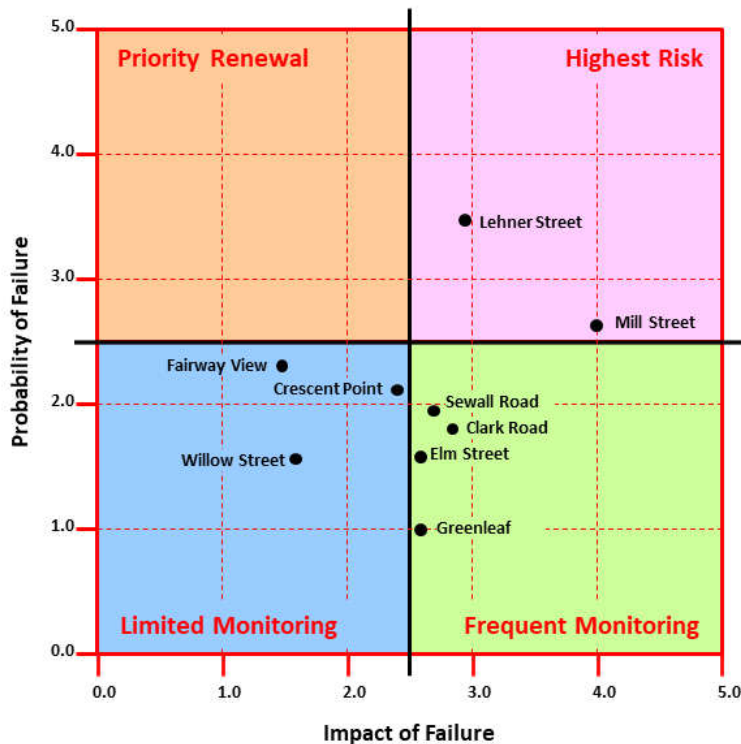 5.0
Priority Renewal
Highest Risk
4.0
Lehner Street
3.0
Mill Street
Probability of Failure
Fairway View
Crescent Point
2.0
Sewall Road
Clark Road
Elm Street
Willow Street
1.0
Greenleaf
Limited Monitoring
Frequent Monitoring
0.0
0.0 1.0 2.0 3.0 4.0 5.0
Impact of Failure